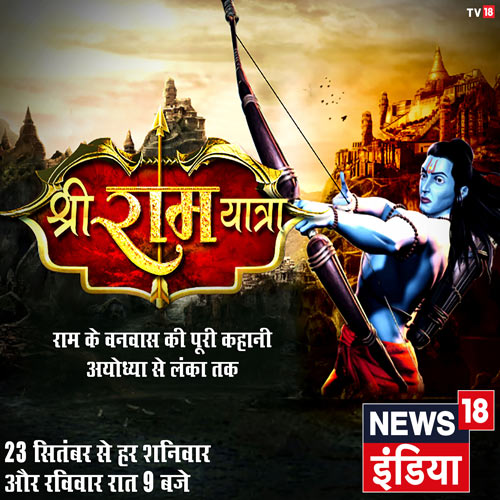 TV18
श्री राम यात्रा
राम के वनवास की पूरी कहानी
अयोध्या से लंका तक
23 सितंबर से हर शनिवार
और रविवार रात 9 बजे
NEWS 18
इंडिया